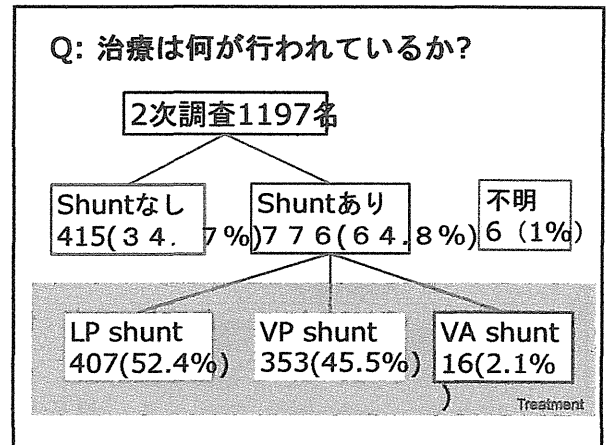 Q: 治療は何が行われているか?
2次調査1197名
Shuntなし
415(34.7%)
Shuntあり
776(64.8%)
不明
6（1%）
LP shunt
407(52.4%)
VP shunt
353(45.5%)
VA shunt
16(2.1%
)
Treatment